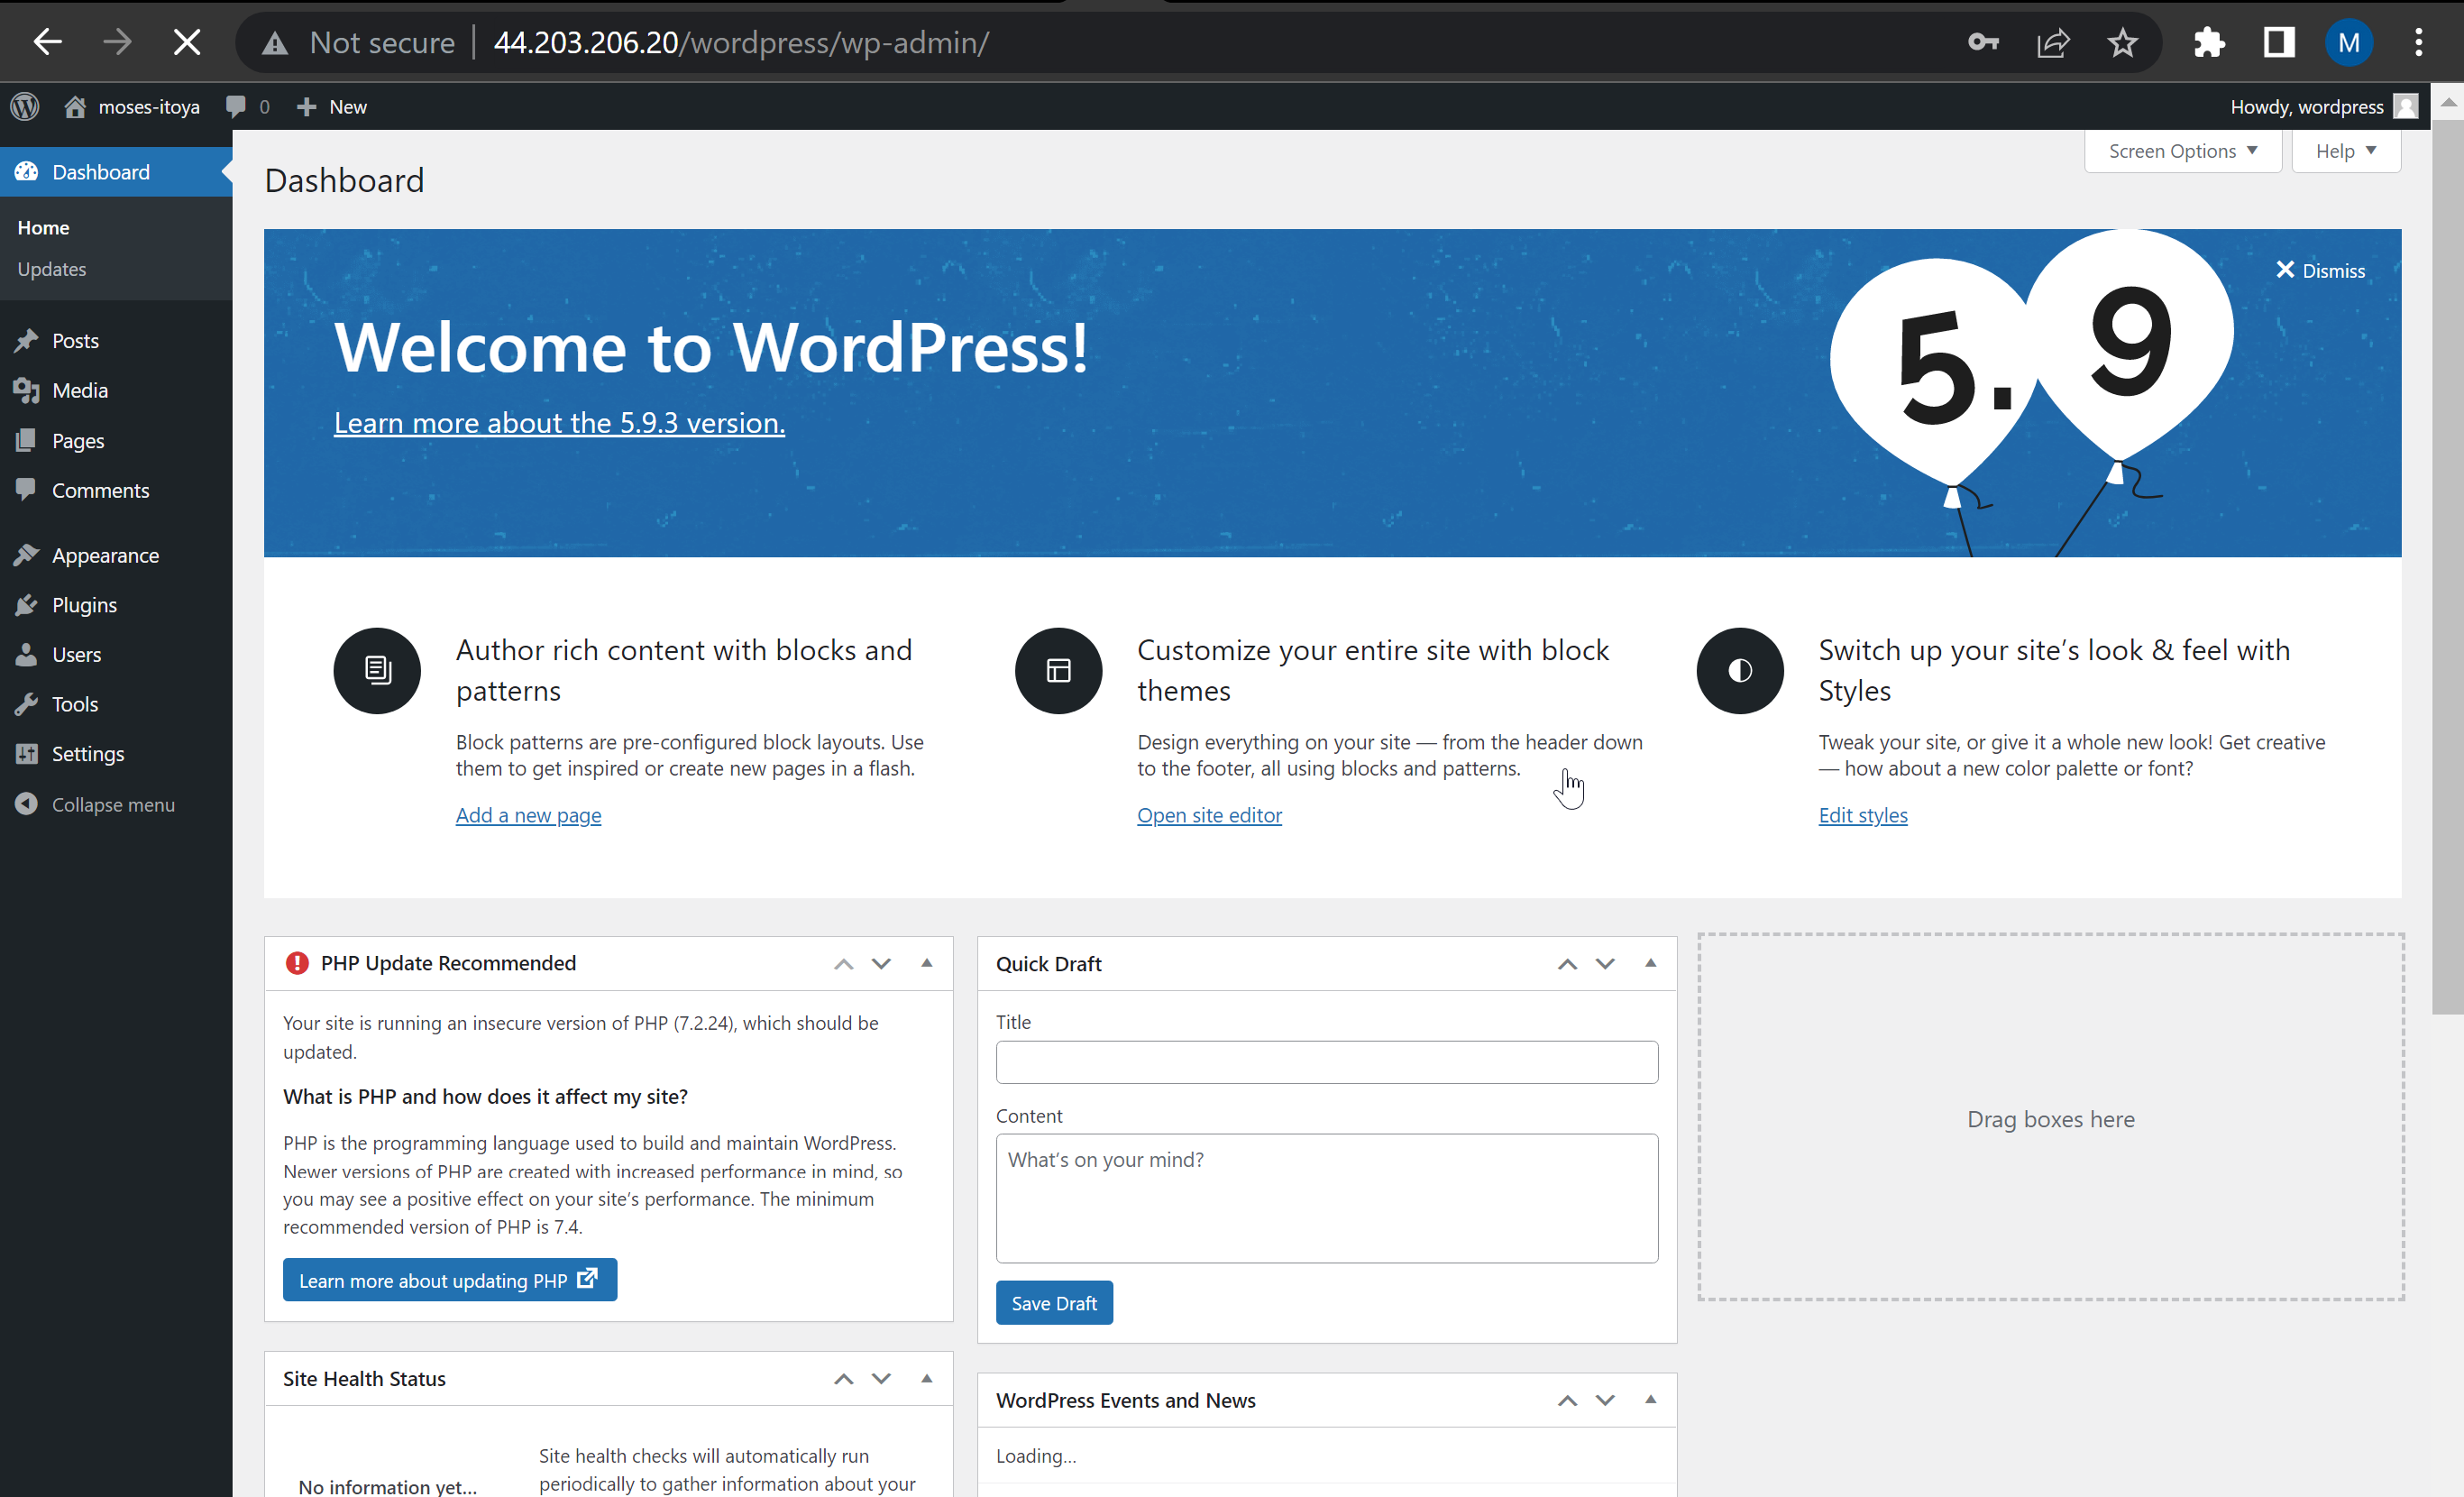 Not secure 44.203.206.20/wordpress/wp-admin/
M
moses-itoya 0 New
Howdy, wordpress
Dashboard
Home
Updates
Posts
Media
Pages
Comments
Appearance
Plugins
Users
Tools
Settings
Collapse menu
Screen Options Help
Dashboard
Dismiss
Welcome to WordPress!
Learn more about the 5.9.3 version.
5.9
Author rich content with blocks and
patterns
Block patterns are pre-configured block layouts. Use
them to get inspired or create new pages in a flash.
Add a new page
Customize your entire site with block
themes
Design everything on your site — from the header down
to the footer, all using blocks and patterns.
Open site editor
Switch up your site’s look & feel with
Styles
Tweak your site, or give it a whole new look! Get creative
— how about a new color palette or font?
Edit styles
PHP Update Recommended
Your site is running an insecure version of PHP (7.2.24), which should be
updated.
What is PHP and how does it affect my site?
PHP is the programming language used to build and maintain WordPress.
Newer versions of PHP are created with increased performance in mind, so
you may see a positive effect on your site’s performance. The minimum
recommended version of PHP is 7.4.
Learn more about updating PHP
Site Health Status
No information yet...
Site health checks will automatically run
periodically to gather information about your
Quick Draft
Title
Content
What’s on your mind?
Save Draft
WordPress Events and News
Loading...
Drag boxes here